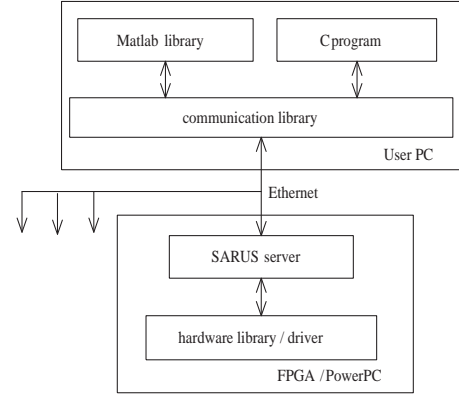 Matlab library
Cprogram
communication library
User PC
Ethernet
SARUS server
hardware library / driver
FPGA /PowerPC